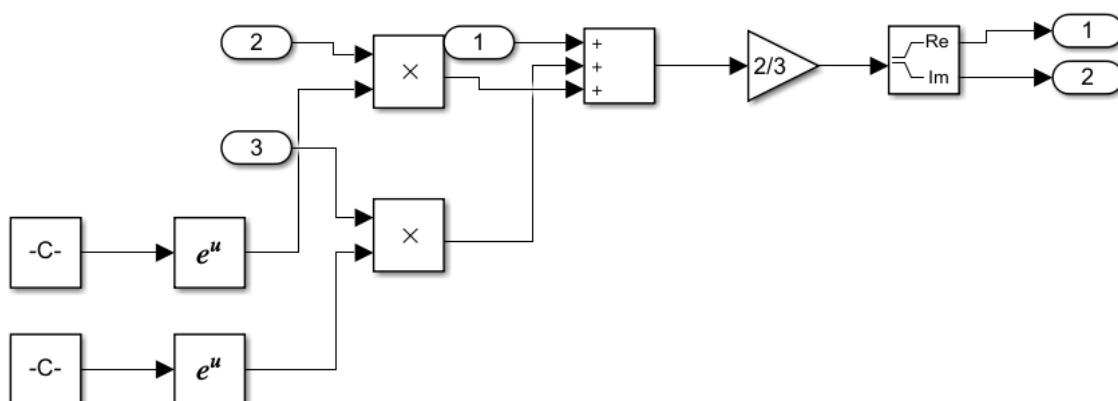 2
×
1
+
+
+
2/3
Re
Im
1
2
3
×
-C-
e^u
-C-
e^u